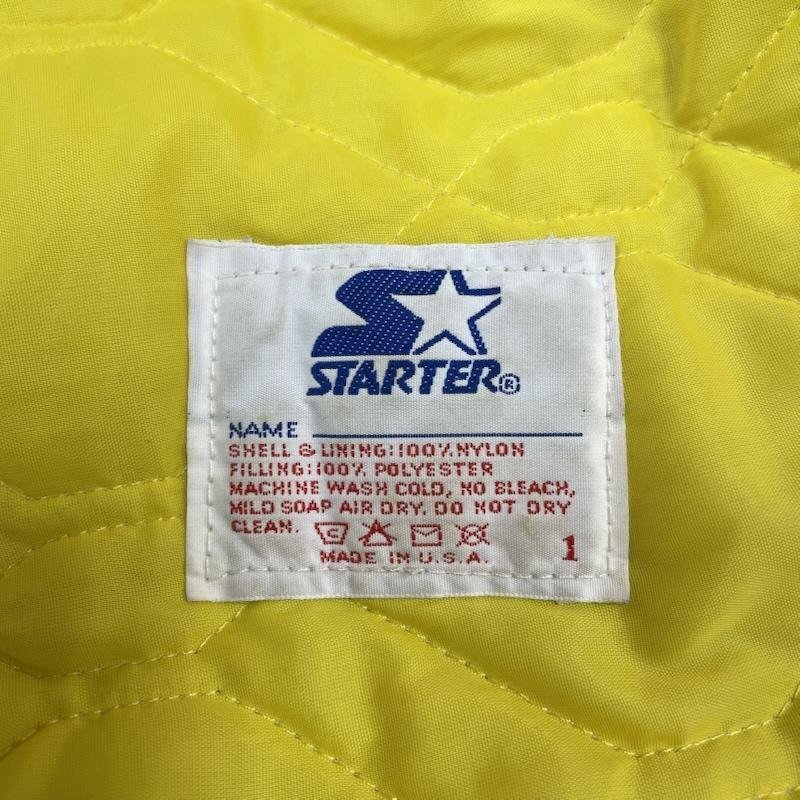 STARTER®
NAME
SHELL & LINING: 100% NYLON
FILLING: 100% POLYESTER
MACHINE WASH COLD, NO BLEACH,
MILD SOAP AIR DRY. DO NOT DRY
CLEAN.
MADE IN U.S.A. 1